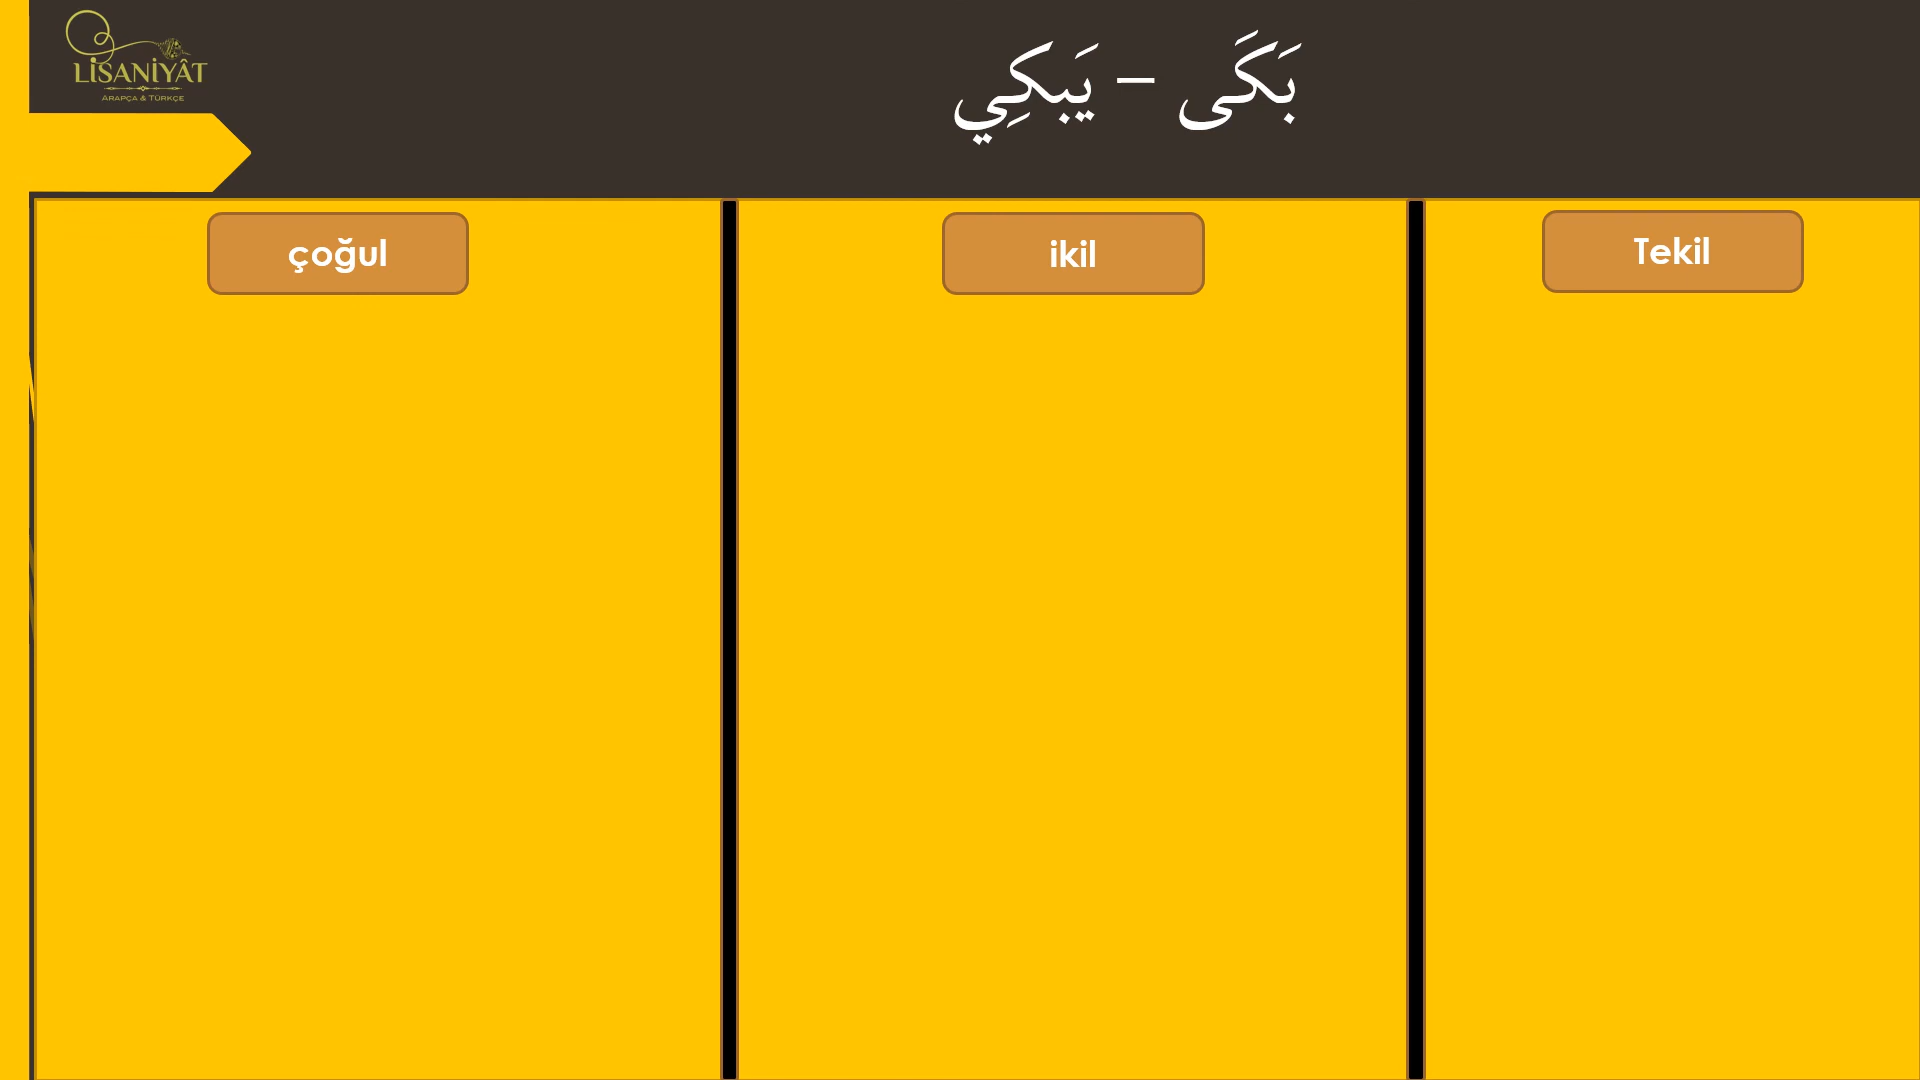 LİSANİYÂT
ARAPÇA & TÜRKÇE
بَكَى – يَبكِي
çoğul
ikil
Tekil